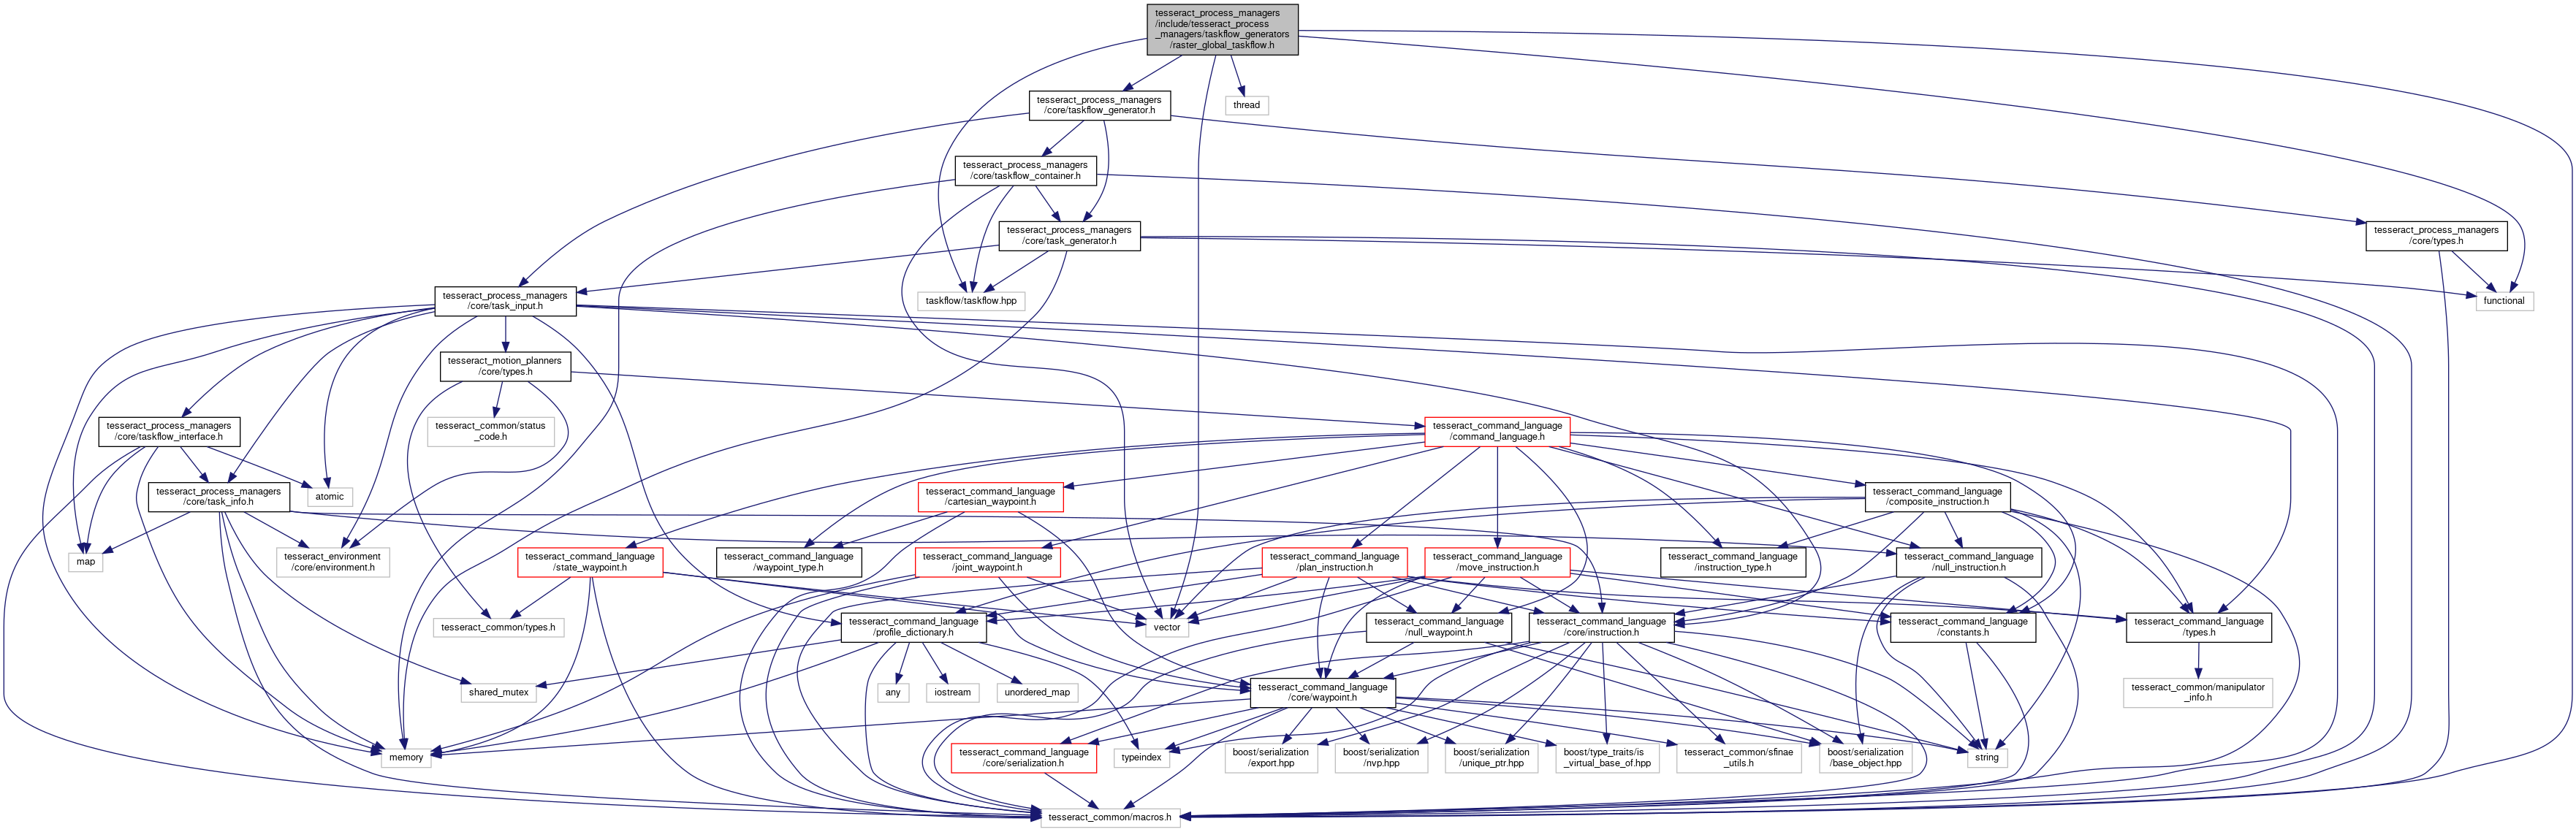 tesseract_process_managers
/include/tesseract_process
_managers/taskflow_generators
/raster_global_taskflow.h
tesseract_process_managers
/core/taskflow_generator.h
thread
tesseract_process_managers
/core/taskflow_container.h
tesseract_process_managers
/core/task_generator.h
tesseract_process_managers
/core/types.h
tesseract_process_managers
/core/task_input.h
taskflow/taskflow.hpp
functional
tesseract_motion_planners
/core/types.h
tesseract_process_managers
/core/taskflow_interface.h
tesseract_common/status
_code.h
tesseract_command_language
/command_language.h
tesseract_process_managers
/core/task_info.h
atomic
tesseract_command_language
/cartesian_waypoint.h
tesseract_command_language
/composite_instruction.h
map
tesseract_environment
/core/environment.h
tesseract_command_language
/state_waypoint.h
tesseract_command_language
/waypoint_type.h
tesseract_command_language
/joint_waypoint.h
tesseract_command_language
/plan_instruction.h
tesseract_command_language
/move_instruction.h
tesseract_command_language
/instruction_type.h
tesseract_command_language
/null_instruction.h
tesseract_common/types.h
tesseract_command_language
/profile_dictionary.h
vector
tesseract_command_language
/null_waypoint.h
tesseract_command_language
/core/instruction.h
tesseract_command_language
/constants.h
tesseract_command_language
/types.h
shared_mutex
any
iostream
unordered_map
tesseract_command_language
/core/waypoint.h
tesseract_common/manipulator
_info.h
memory
tesseract_command_language
/core/serialization.h
typeindex
boost/serialization
/export.hpp
boost/serialization
/nvp.hpp
boost/serialization
/unique_ptr.hpp
boost/type_traits/is
_virtual_base_of.hpp
tesseract_common/sfinae
_utils.h
boost/serialization
/base_object.hpp
string
tesseract_common/macros.h